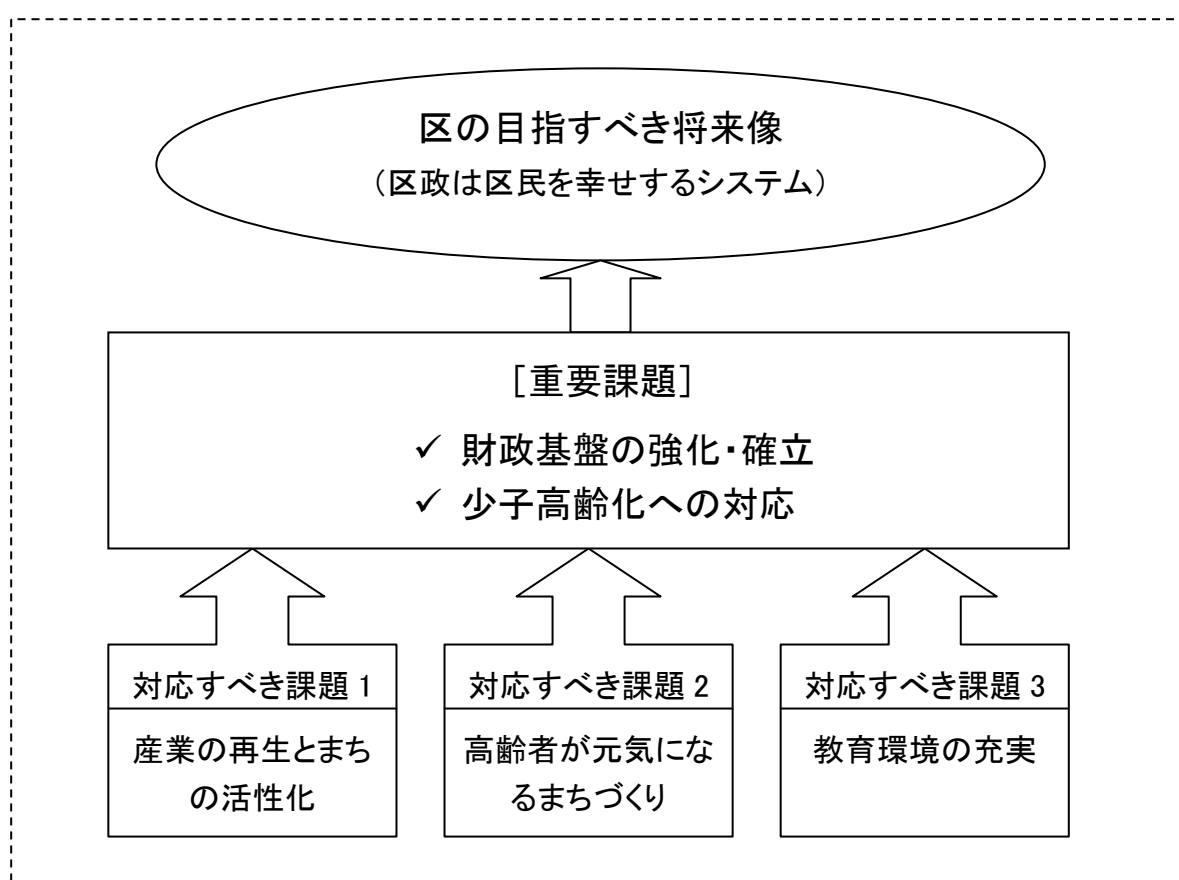 区の目指すべき将来像
（区政は区民を幸せするシステム）
［重要課題］
✓ 財政基盤の強化・確立
✓ 少子高齢化への対応
対応すべき課題 1
産業の再生とまち
の活性化
対応すべき課題 2
高齢者が元気にな
るまちづくり
対応すべき課題 3
教育環境の充実